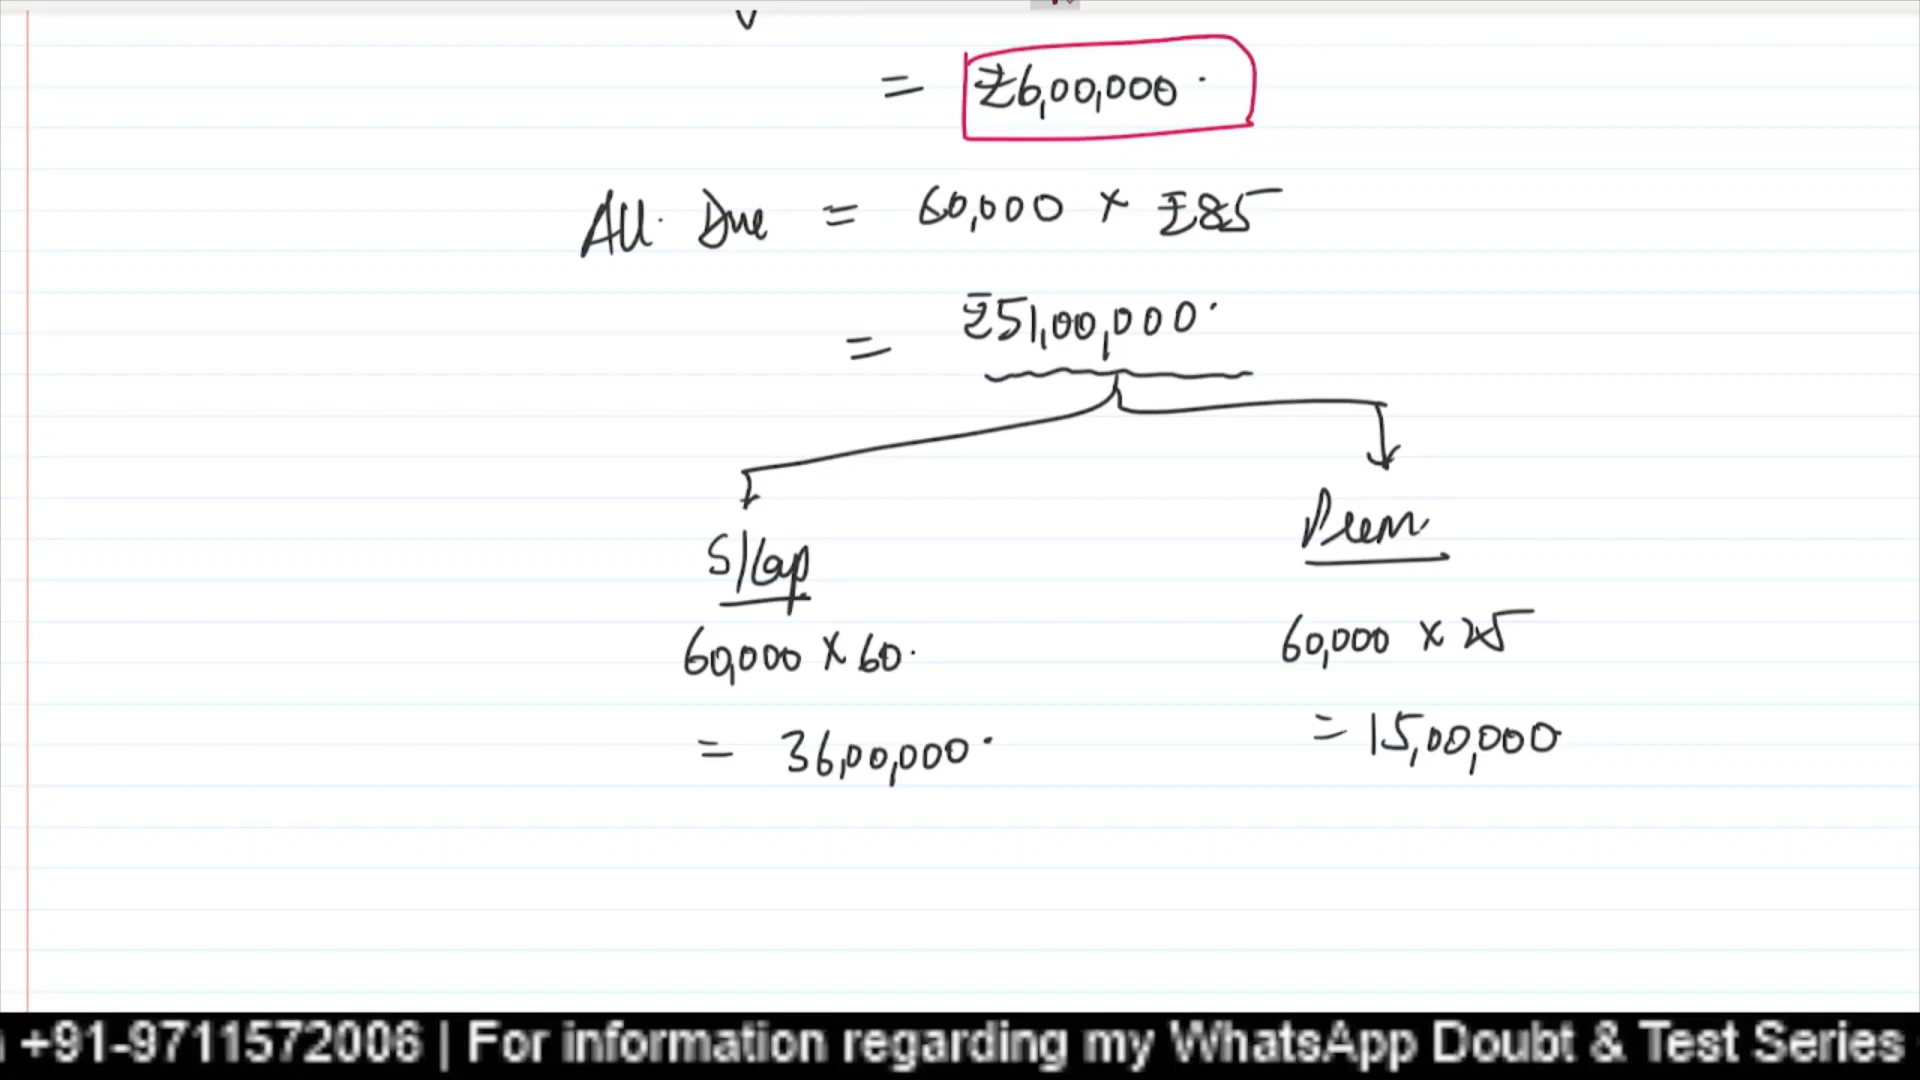 = ₹6,00,000
All. Due = 60,000 × ₹85
= ₹51,00,000
S/Cap
Prem
60,000 × 60
60,000 × 25
= 36,00,000
= 15,00,000
+91-9711572006 | For information regarding my WhatsApp Doubt & Test Series